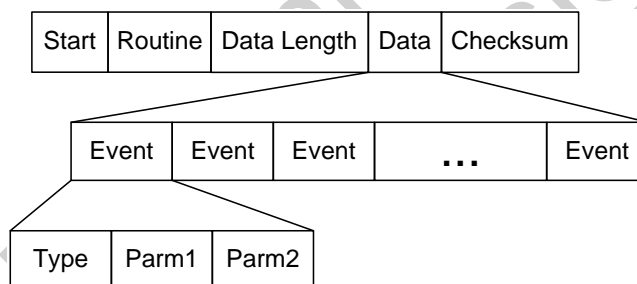 Start Routine Data Length Data Checksum
Event Event Event ... Event
Type Parm1 Parm2